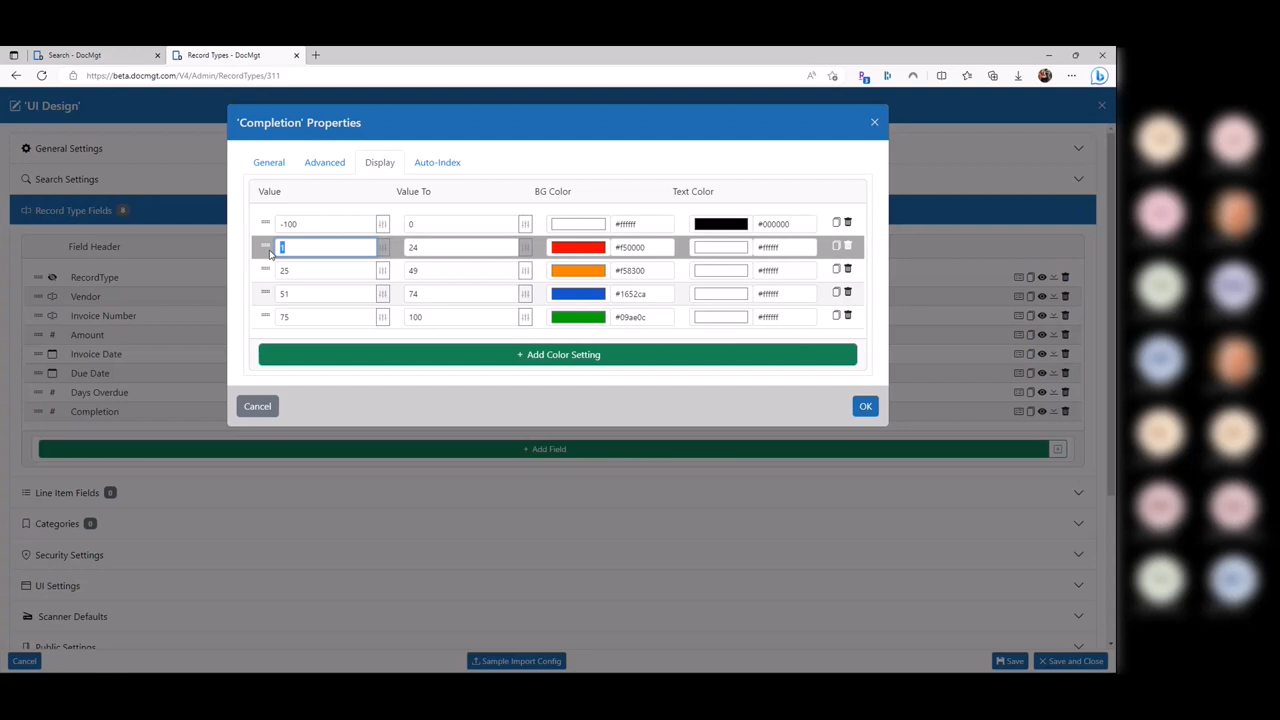 Search - DocMgt
Record Types - DocMgt
https://beta.docmgt.com/V4/Admin/RecordTypes/311
'UI Design'
'Completion' Properties
General Advanced Display Auto-Index
Value Value To BG Color Text Color
-100 0 #ffffff #000000
1 24 #f50000 #ffffff
25 49 #f58300 #ffffff
51 74 #1652ca #ffffff
75 100 #09ae0c #ffffff
+ Add Color Setting
Cancel OK
General Settings
Search Settings
Record Type Fields 8
Field Header
RecordType
Vendor
Invoice Number
# Amount
Invoice Date
Due Date
# Days Overdue
# Completion
+ Add Field
Line Item Fields 0
Categories 0
Security Settings
UI Settings
Scanner Defaults
Public Settings
Cancel Sample Import Config Save Save and Close